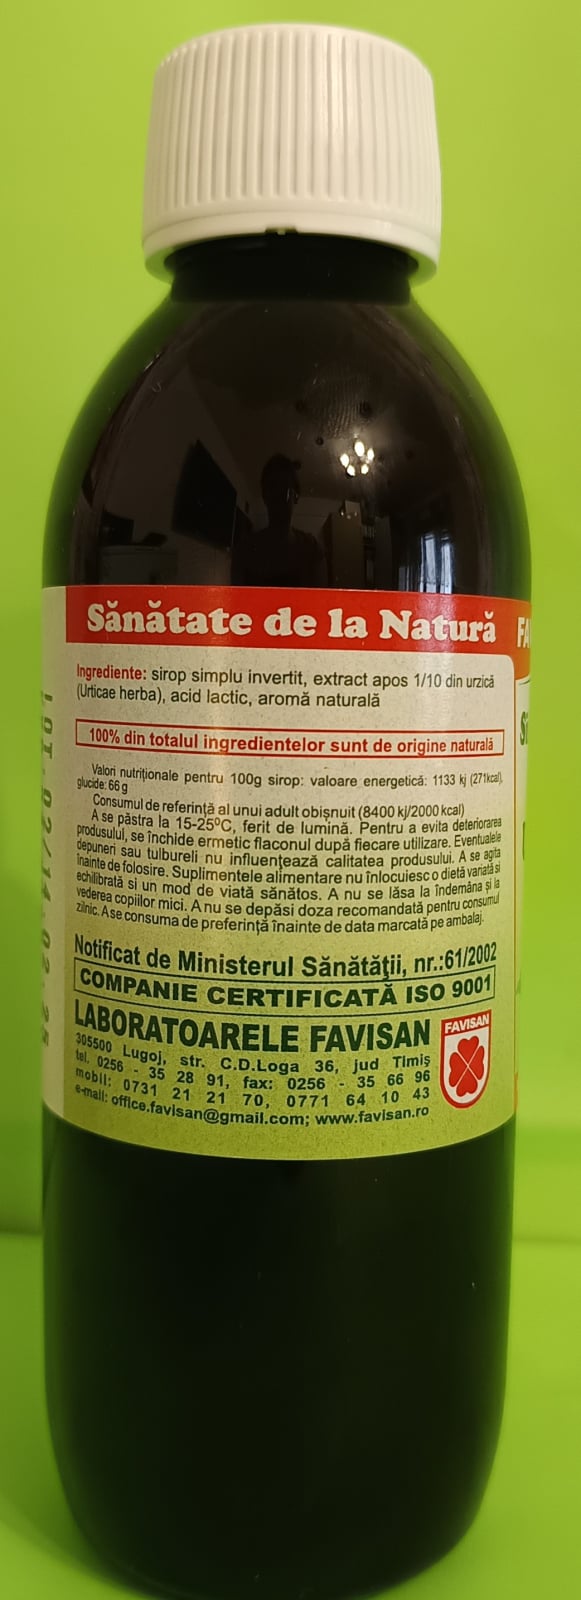 Sănătate de la Natură
FA
Ingrediente: sirop simplu invertit, extract apos 1/10 din urzică
(Urticae herba), acid lactic, aromă naturală
100% din totalul ingredientelor sunt de origine naturală
Valori nutriționale pentru 100g sirop: valoare energetică: 1133 kj (271kcal),
glucide: 66 g
Consumul de referință al unui adult obișnuit (8400 kj/2000 kcal)
A se păstra la 15-25°C, ferit de lumină. Pentru a evita deteriorarea
produsului, se închide ermetic flaconul după fiecare utilizare. Eventualele
depuneri sau tulbureli nu influențează calitatea produsului. A se agita
înainte de folosire. Suplimentele alimentare nu înlocuiesc o dietă variată si
echilibrată si un mod de viată sănătos. A nu se lăsa la îndemâna și la
vederea copiilor mici. A nu se depăsi doza recomandată pentru consumul
zilnic. A se consuma de preferință înainte de data marcată pe ambalaj.
Notificat de Ministerul Sănătății, nr.:61/2002
COMPANIE CERTIFICATĂ ISO 9001
LABORATOARELE FAVISAN
305500 Lugoj, str. C.D.Loga 36, jud Timiș
tel. 0256 - 35 28 91, fax: 0256 - 35 66 96
mobil: 0731 21 21 70, 0771 64 10 43
e-mail: office.favisan@gmail.com; www.favisan.ro
FAVISAN